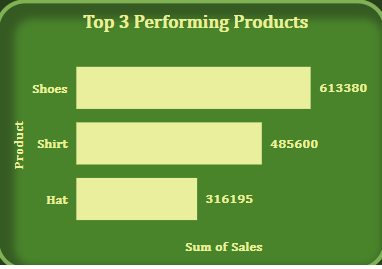 Top 3 Performing Products
Shoes 613380
Product
Shirt 485600
Hat 316195
Sum of Sales